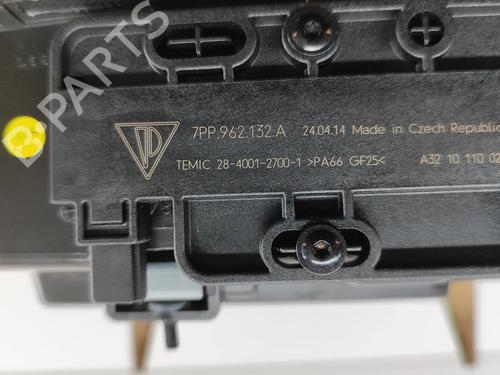 B-PARTS
7PP.962.132.A 24.04.14 Made in Czech Republic
TEMIC 28-4001-2700-1 >PA66 GF25< A32 10 110 02